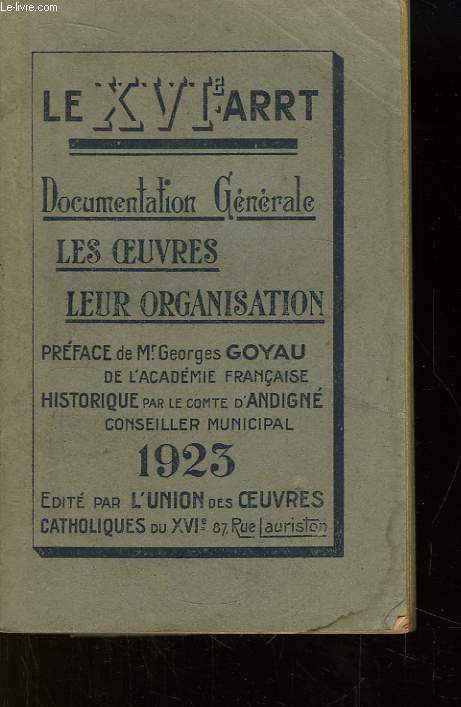 Le-livre.com
LE XVIe ARRT
Documentation Générale
LES ŒUVRES
LEUR ORGANISATION
PRÉFACE de Mr Georges GOYAU
DE L'ACADÉMIE FRANÇAISE
HISTORIQUE PAR LE COMTE D'ANDIGNÉ
CONSEILLER MUNICIPAL
1923
EDITÉ PAR L'UNION DES ŒUVRES
CATHOLIQUES DU XVIe 87, Rue Lauriston